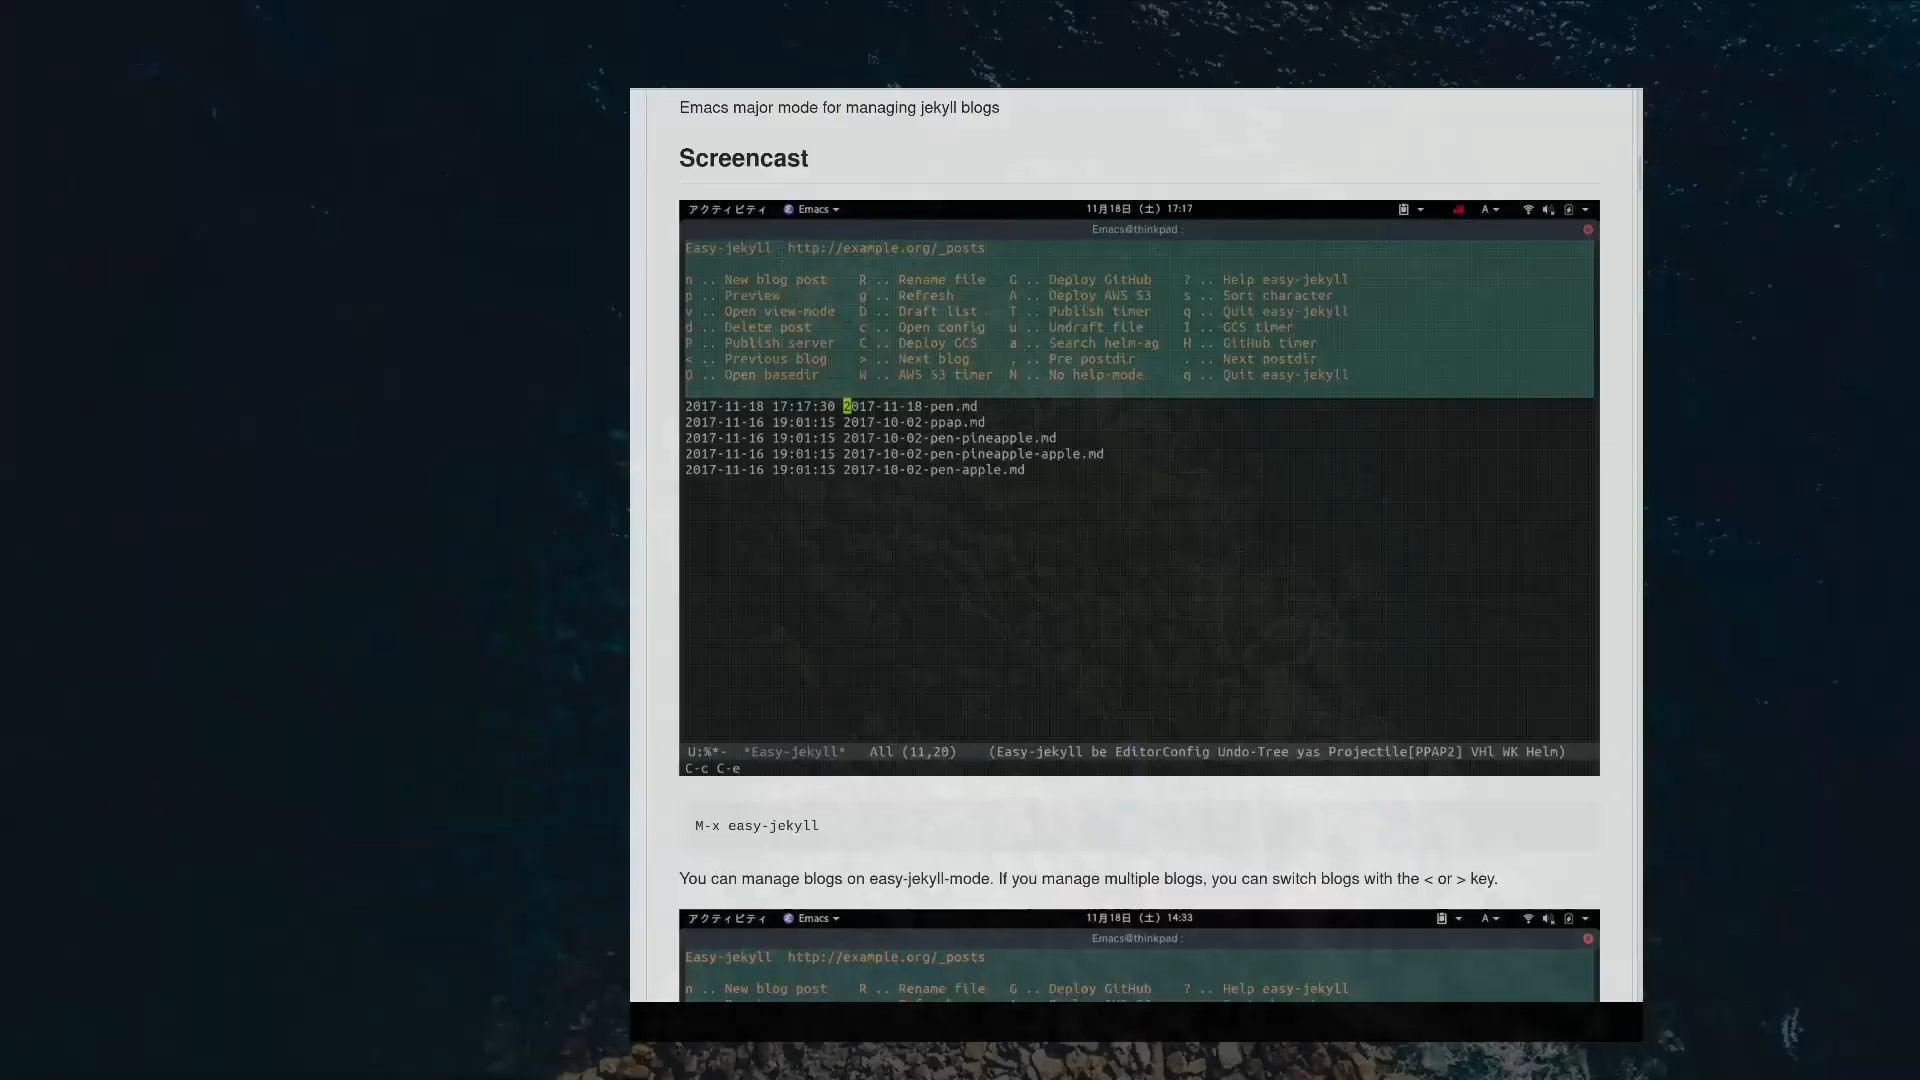 Emacs major mode for managing jekyll blogs
Screencast
アクティビティ Emacs 11月18日 (土) 17:17 A
Emacs@thinkpad :
Easy-jekyll http://example.org/_posts
n .. New blog post R .. Rename file G .. Deploy GitHub ? .. Help easy-jekyll
p .. Preview g .. Refresh A .. Deploy AWS S3 s .. Sort character
v .. Open view-mode D .. Draft list T .. Publish timer q .. Quit easy-jekyll
d .. Delete post c .. Open config u .. Undraft file I .. GCS timer
P .. Publish server C .. Deploy GCS a .. Search helm-ag H .. GitHub timer
< .. Previous blog > .. Next blog , .. Pre postdir . .. Next postdir
O .. Open basedir W .. AWS S3 timer N .. No help-mode q .. Quit easy-jekyll
2017-11-18 17:17:30 2017-11-18-pen.md
2017-11-16 19:01:15 2017-10-02-ppap.md
2017-11-16 19:01:15 2017-10-02-pen-pineapple.md
2017-11-16 19:01:15 2017-10-02-pen-pineapple-apple.md
2017-11-16 19:01:15 2017-10-02-pen-apple.md
U:%*- *Easy-jekyll* All (11,20) (Easy-jekyll be EditorConfig Undo-Tree yas Projectile[PPAP2] VHl WK Helm)
C-c C-e
M-x easy-jekyll
You can manage blogs on easy-jekyll-mode. If you manage multiple blogs, you can switch blogs with the < or > key.
アクティビティ Emacs 11月18日 (土) 14:33 A
Emacs@thinkpad :
Easy-jekyll http://example.org/_posts
n .. New blog post R .. Rename file G .. Deploy GitHub ? .. Help easy-jekyll